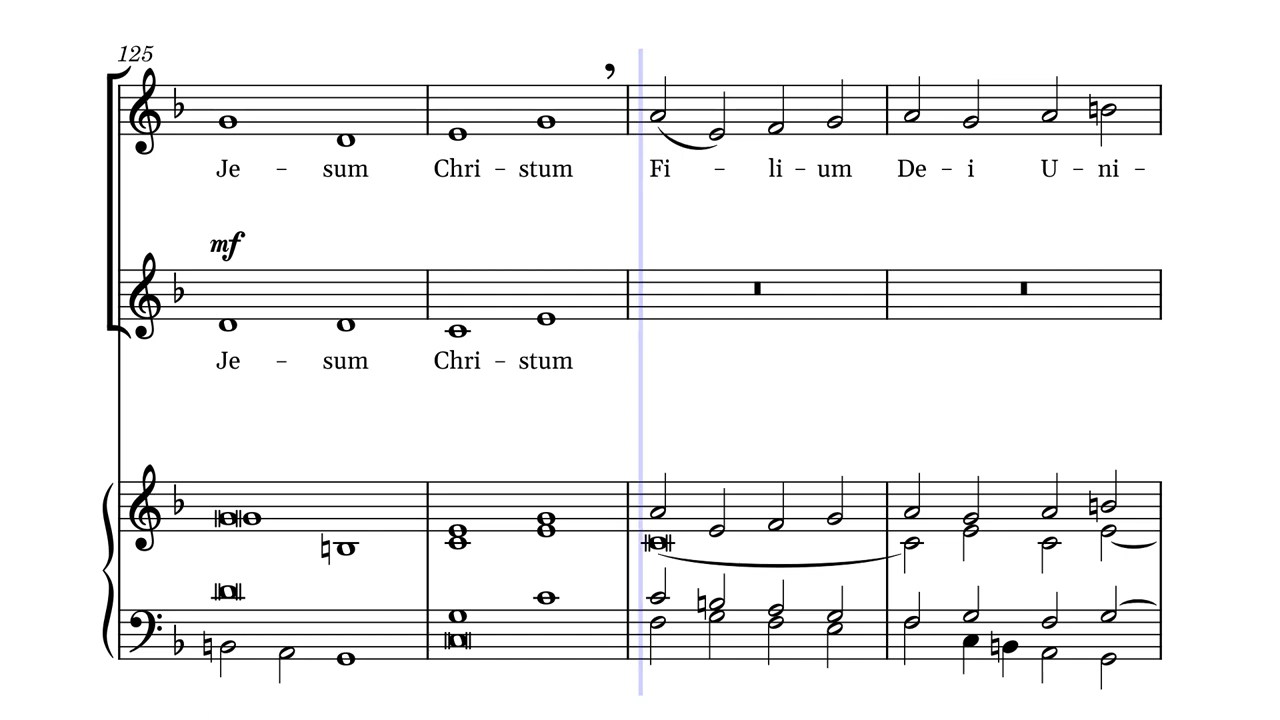 125
Je – sum Chri – stum Fi – li – um De – i U – ni –
mf
Je – sum Chri – stum